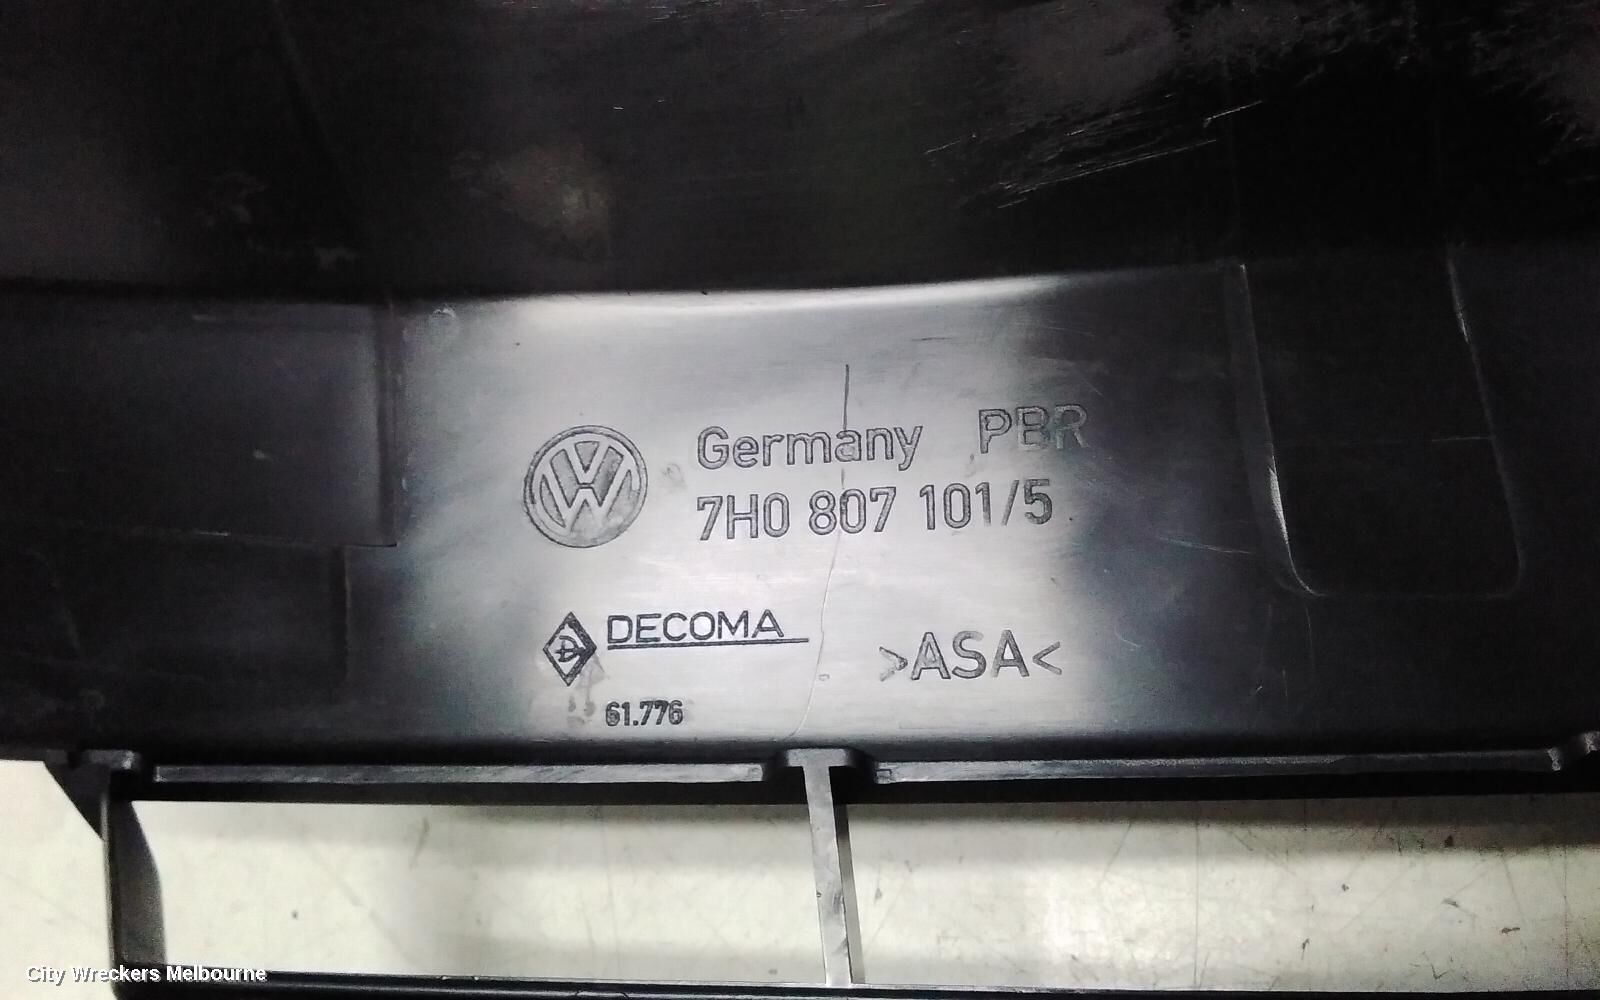 Germany PBR
7H0 807 101/5
DECOMA
>ASA<
61.776
City Wreckers Melbourne